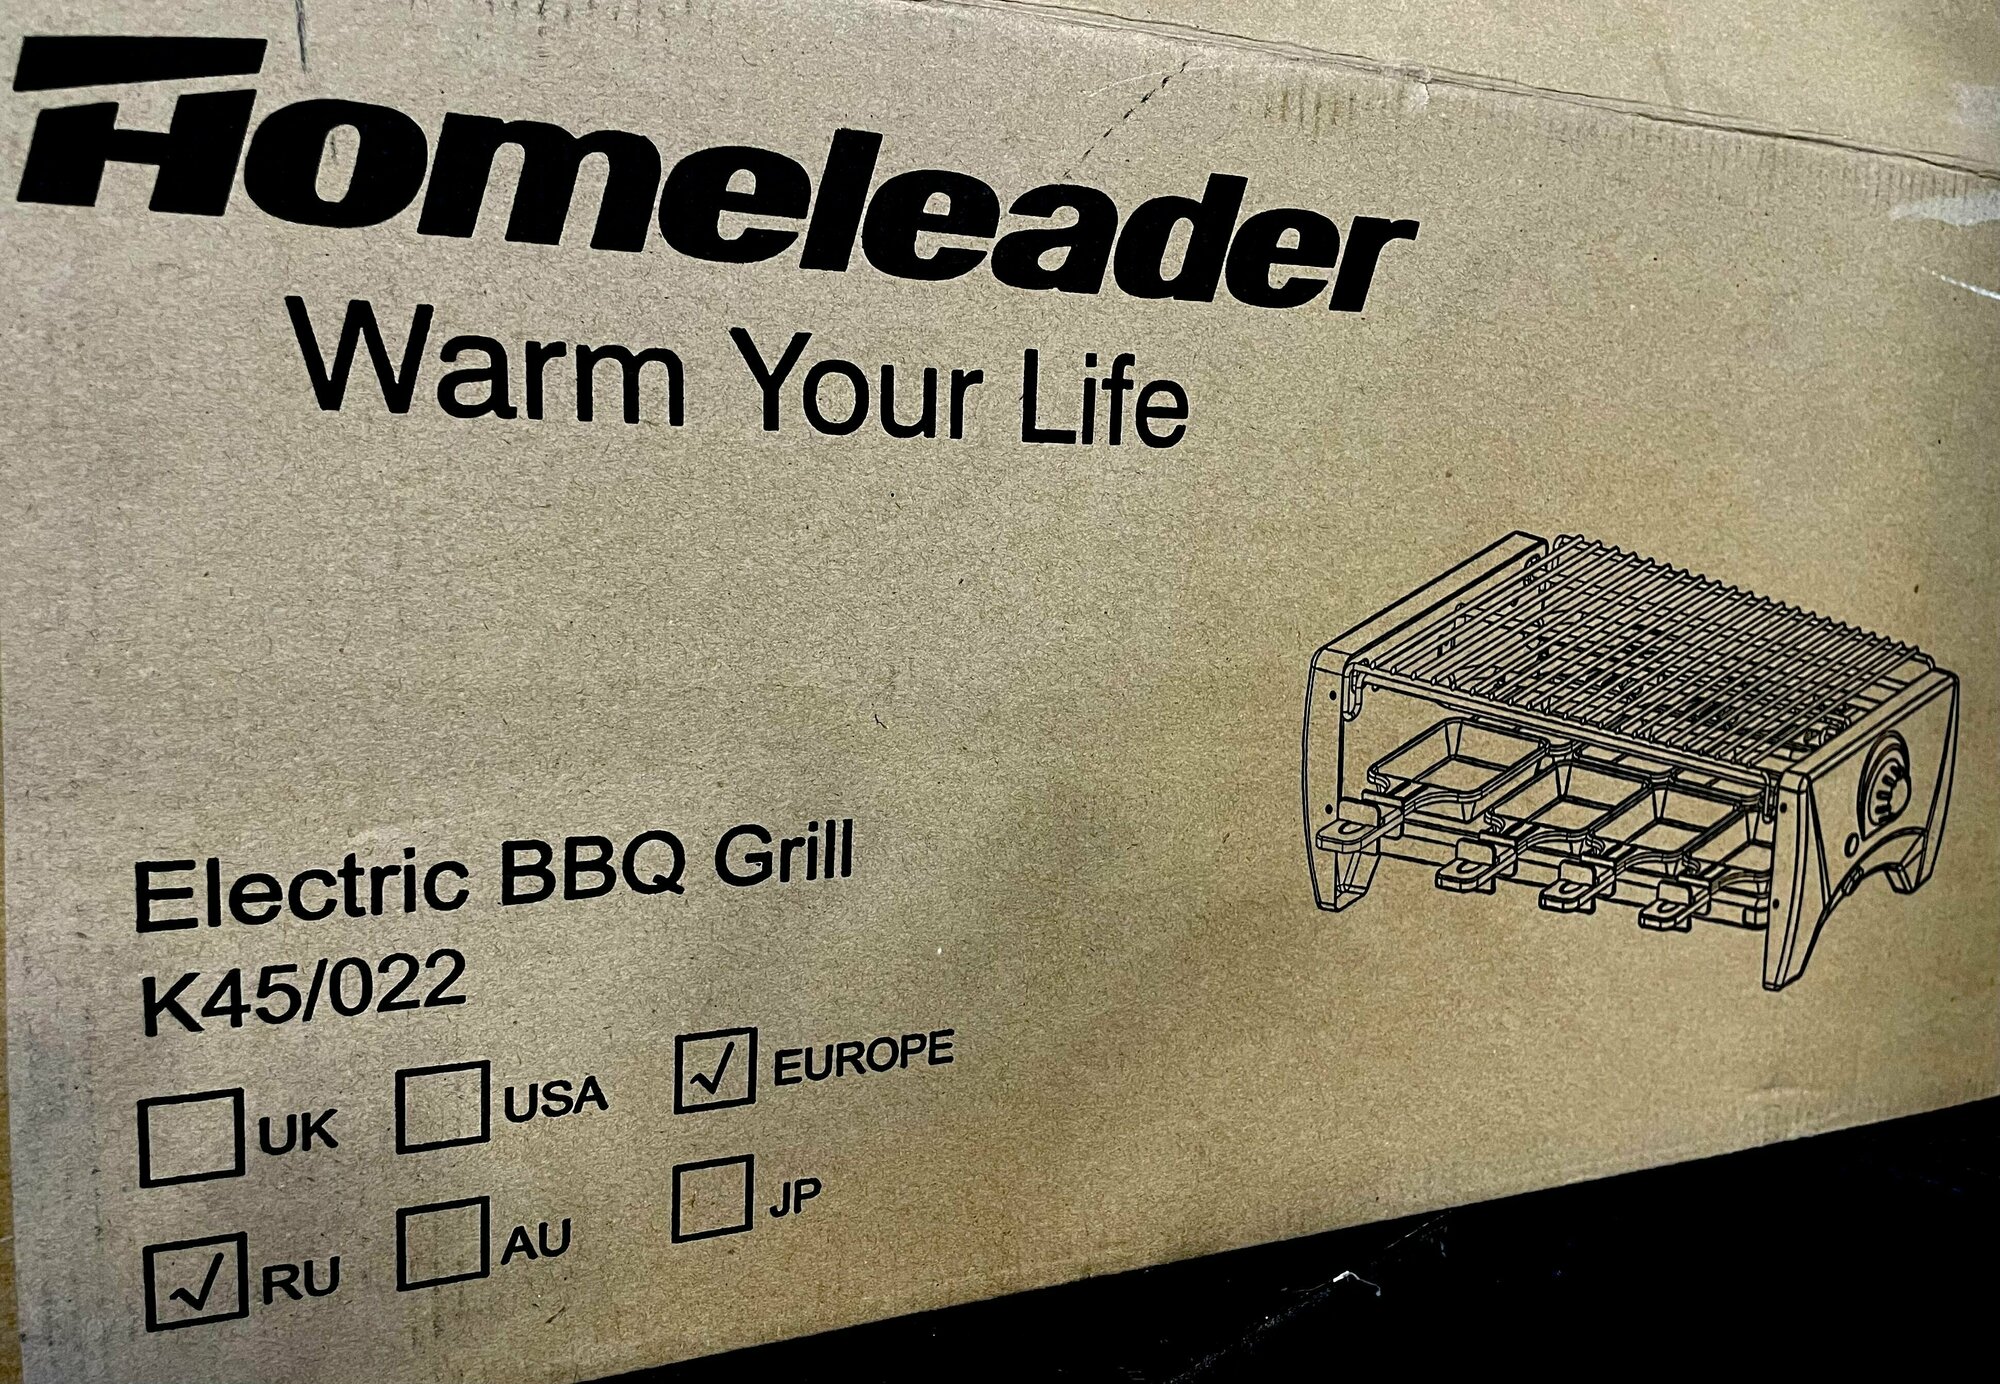 Homeleader
Warm Your Life
Electric BBQ Grill
K45/022
UK USA EUROPE
RU AU JP